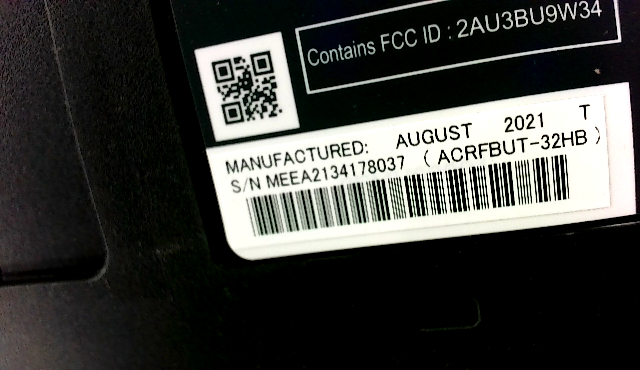 Contains FCC ID : 2AU3BU9W34
MANUFACTURED: AUGUST 2021 T
S/N MEEA2134178037 ( ACRFBUT-32HB )